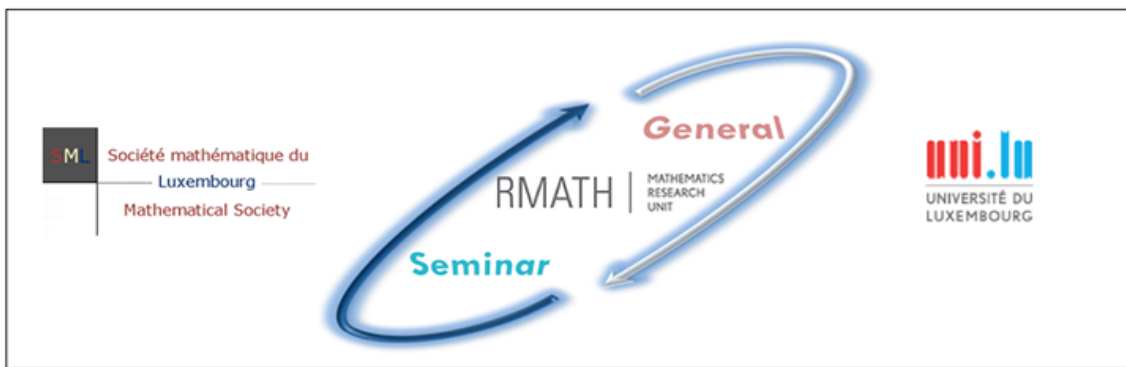 SML
Société mathématique du
Luxembourg
Mathematical Society
General
RMATH
MATHEMATICS
RESEARCH
UNIT
Seminar
uni.lu
UNIVERSITÉ DU
LUXEMBOURG